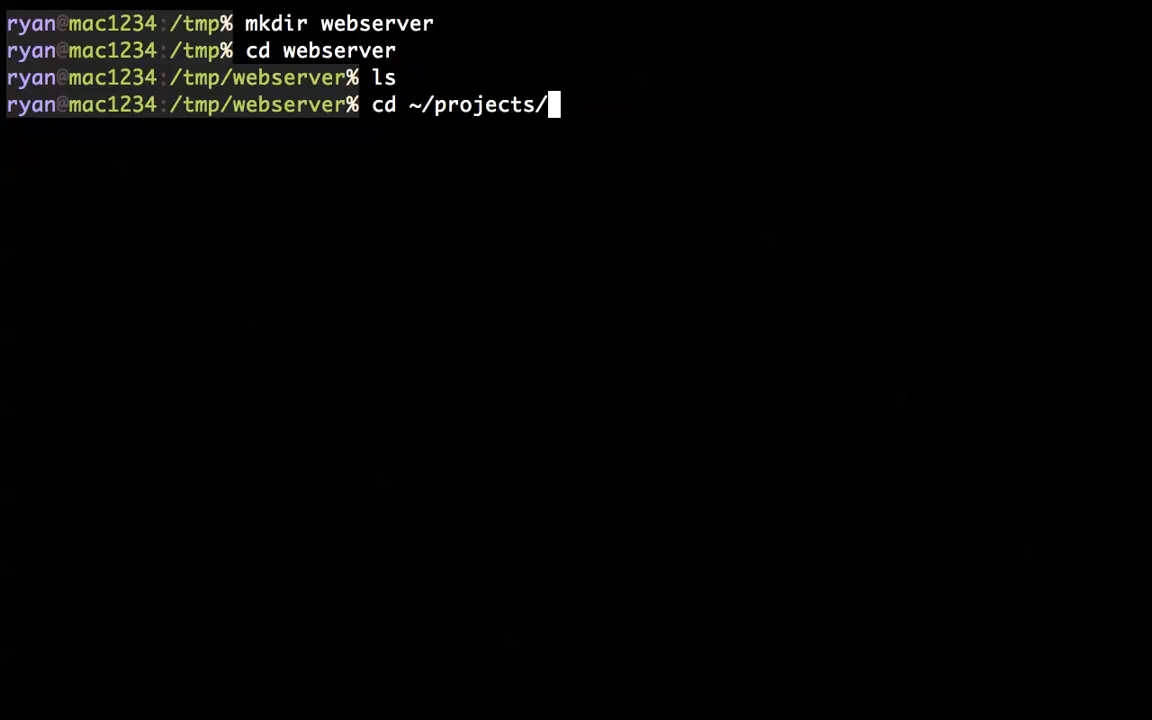 ryan@mac1234:/tmp% mkdir webserver
ryan@mac1234:/tmp% cd webserver
ryan@mac1234:/tmp/webserver% ls
ryan@mac1234:/tmp/webserver% cd ~/projects/